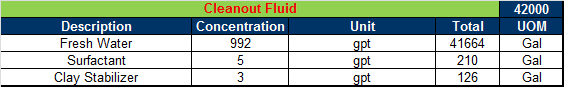 Cleanout Fluid 42000
Description Concentration Unit Total UOM
Fresh Water 992 gpt 41664 Gal
Surfactant 5 gpt 210 Gal
Clay Stabilizer 3 gpt 126 Gal